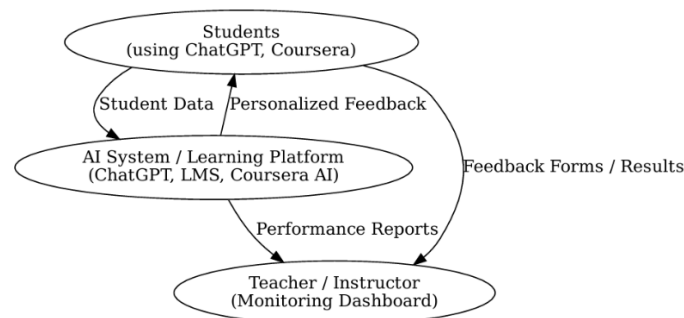 Students
(using ChatGPT, Coursera)
Student Data
Personalized Feedback
AI System / Learning Platform
(ChatGPT, LMS, Coursera AI)
Feedback Forms / Results
Performance Reports
Teacher / Instructor
(Monitoring Dashboard)